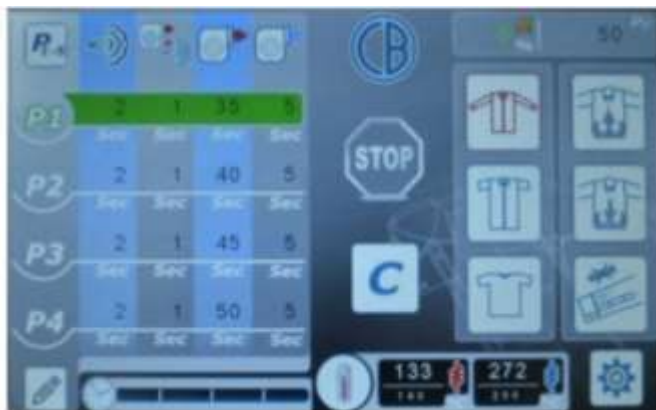 CB
50
P1 2 1 35 5
Sec Sec Sec Sec
P2 2 1 40 5
Sec Sec Sec Sec
P3 2 1 45 5
Sec Sec Sec Sec
P4 2 1 50 5
Sec Sec Sec Sec
STOP
C
133 272